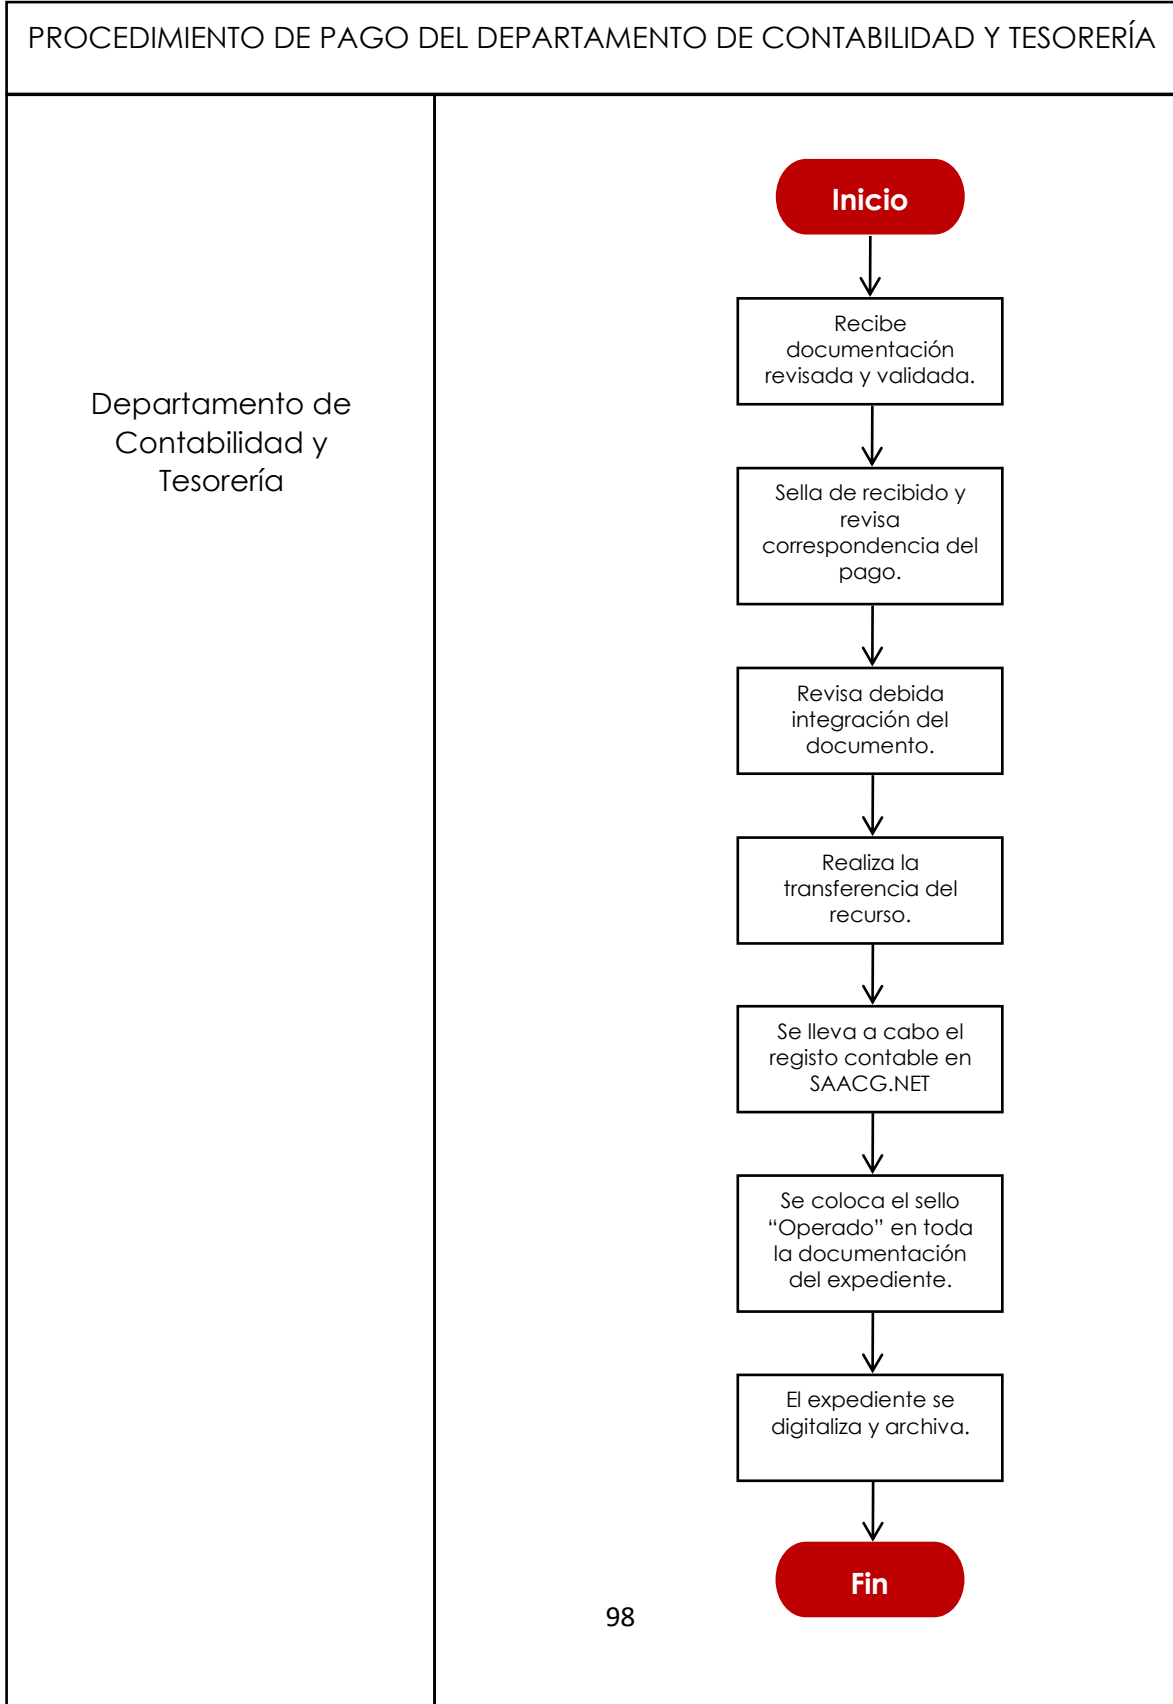 PROCEDIMIENTO DE PAGO DEL DEPARTAMENTO DE CONTABILIDAD Y TESORERÍA
Departamento de
Contabilidad y
Tesorería
Inicio
Recibe
documentación
revisada y validada.
Sella de recibido y
revisa
correspondencia del
pago.
Revisa debida
integración del
documento.
Realiza la
transferencia del
recurso.
Se lleva a cabo el
registo contable en
SAACG.NET
Se coloca el sello
“Operado” en toda
la documentación
del expediente.
El expediente se
digitaliza y archiva.
Fin
98